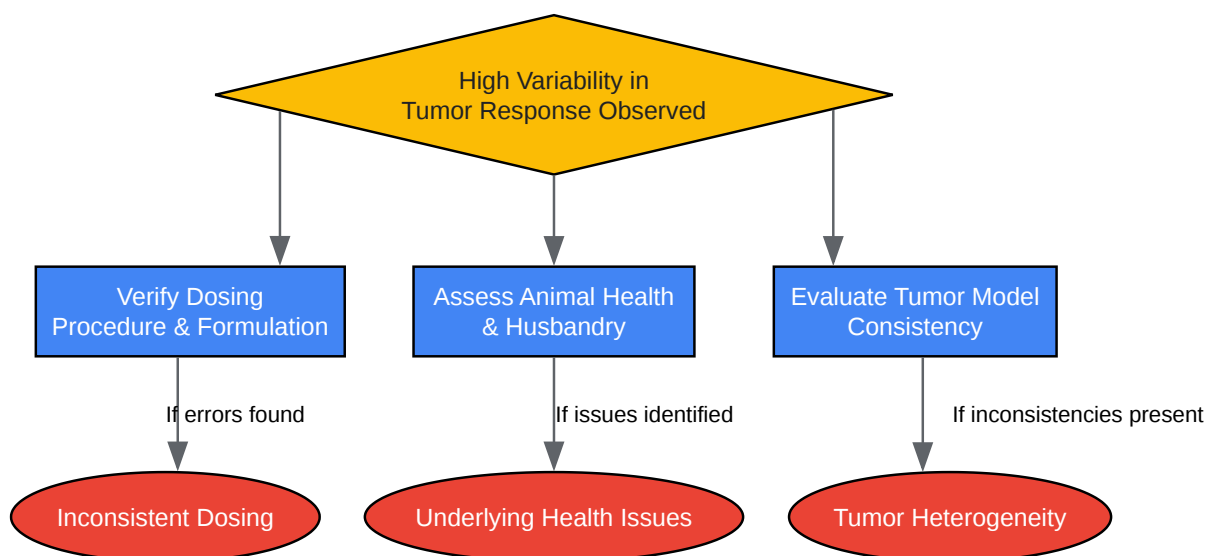 High Variability in
Tumor Response Observed
Verify Dosing
Procedure & Formulation
Assess Animal Health
& Husbandry
Evaluate Tumor Model
Consistency
If errors found
If issues identified
If inconsistencies present
Inconsistent Dosing
Underlying Health Issues
Tumor Heterogeneity